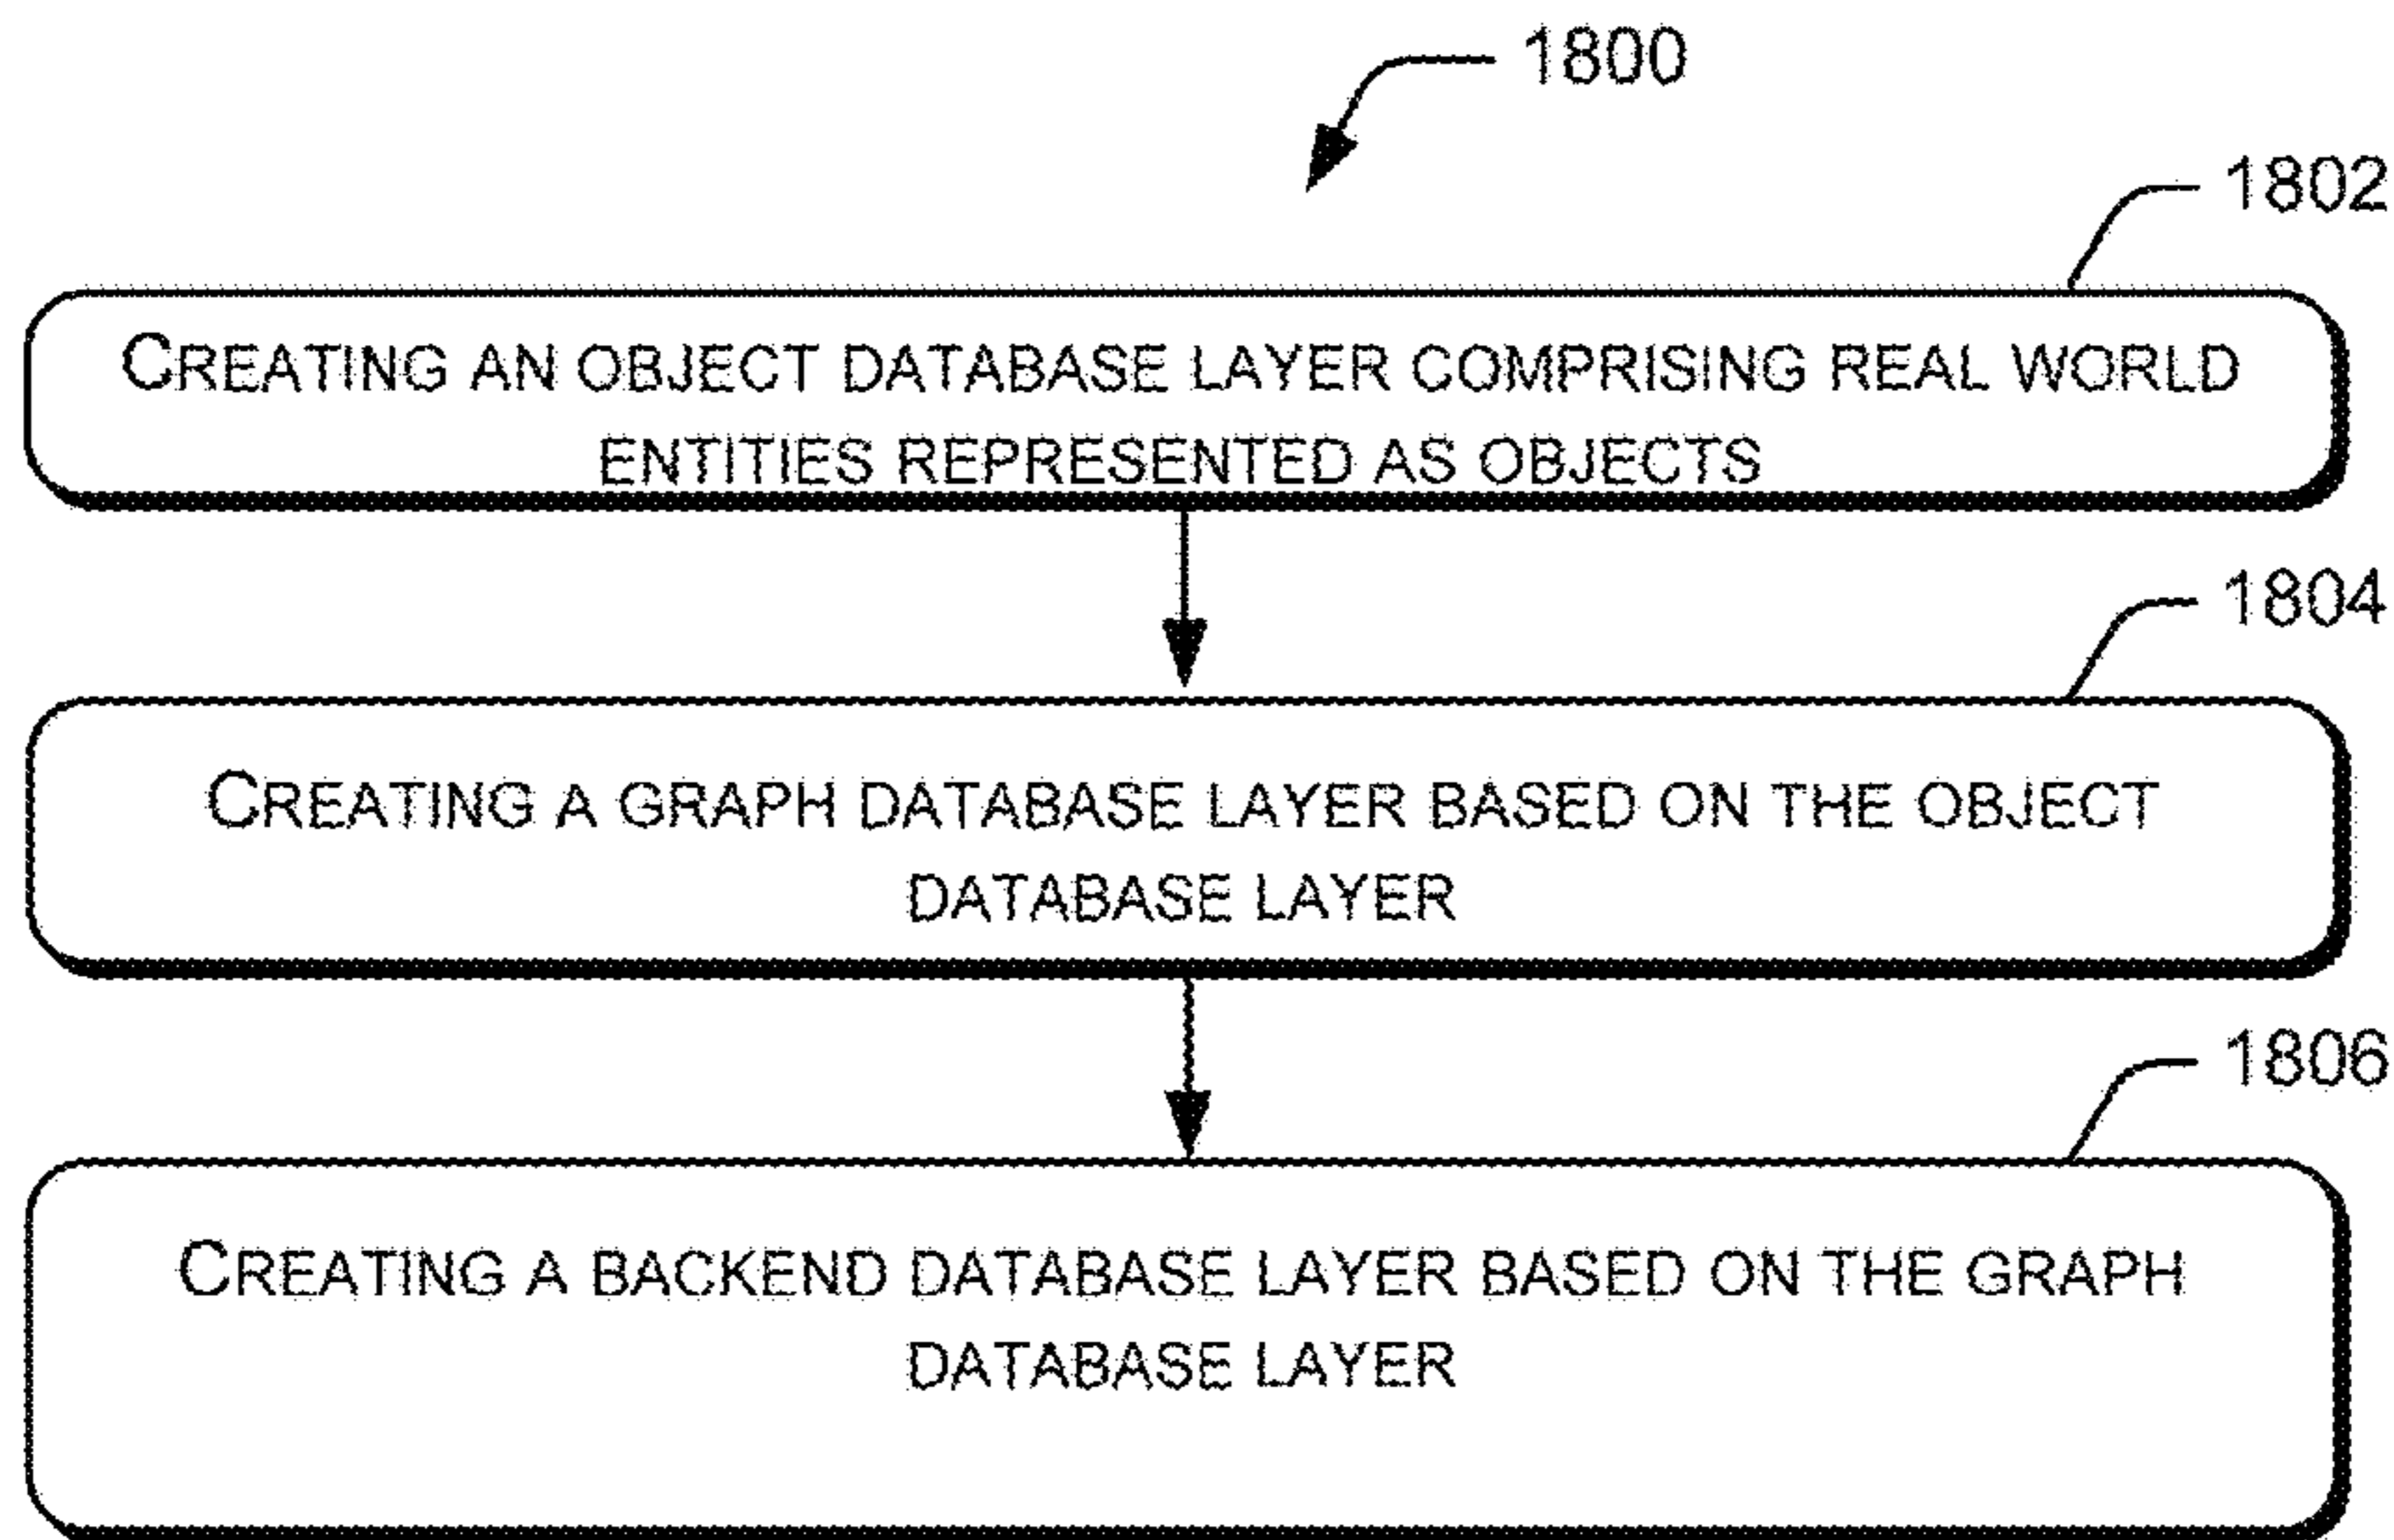 1800
1802
CREATING AN OBJECT DATABASE LAYER COMPRISING REAL WORLD
ENTITIES REPRESENTED AS OBJECTS
1804
CREATING A GRAPH DATABASE LAYER BASED ON THE OBJECT
DATABASE LAYER
1806
CREATING A BACKEND DATABASE LAYER BASED ON THE GRAPH
DATABASE LAYER